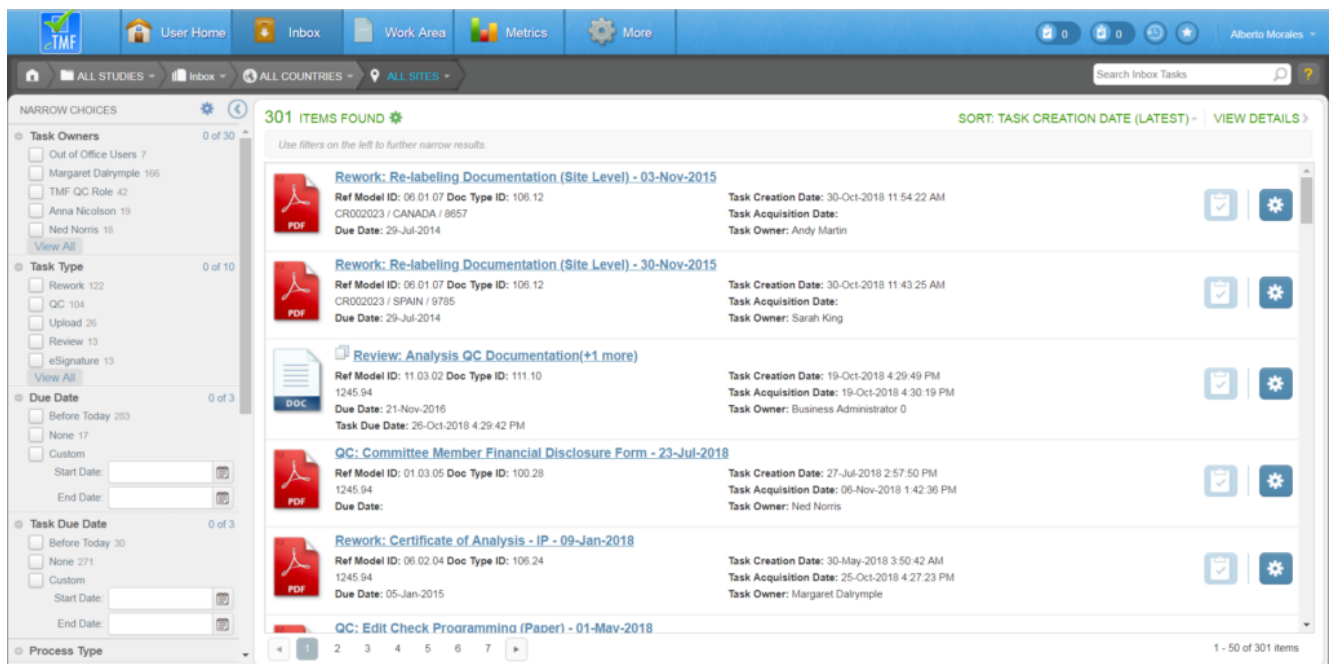 eTMF
User Home
Inbox
Work Area
Metrics
More
0
0
Alberto Morales
ALL STUDIES
Inbox
ALL COUNTRIES
ALL SITES
Search Inbox Tasks
?
NARROW CHOICES
Task Owners 0 of 30
Out of Office Users 7
Margaret Dalrymple 166
TMF QC Role 42
Anna Nicolson 19
Ned Norris 18
View All
Task Type 0 of 10
Rework 122
QC 104
Upload 26
Review 13
eSignature 13
View All
Due Date 0 of 3
Before Today 283
None 17
Custom
Start Date:
End Date:
Task Due Date 0 of 3
Before Today 30
None 271
Custom
Start Date:
End Date:
Process Type
301 ITEMS FOUND
SORT: TASK CREATION DATE (LATEST)
VIEW DETAILS
Use filters on the left to further narrow results.
PDF
Rework: Re-labeling Documentation (Site Level) - 03-Nov-2015
Ref Model ID: 06.01.07 Doc Type ID: 106.12
CR002023 / CANADA / 8657
Due Date: 29-Jul-2014
Task Creation Date: 30-Oct-2018 11:54:22 AM
Task Acquisition Date:
Task Owner: Andy Martin
PDF
Rework: Re-labeling Documentation (Site Level) - 30-Nov-2015
Ref Model ID: 06.01.07 Doc Type ID: 106.12
CR002023 / SPAIN / 9785
Due Date: 29-Jul-2014
Task Creation Date: 30-Oct-2018 11:43:25 AM
Task Acquisition Date:
Task Owner: Sarah King
DOC
Review: Analysis QC Documentation(+1 more)
Ref Model ID: 11.03.02 Doc Type ID: 111.10
1245.94
Due Date: 21-Nov-2016
Task Due Date: 26-Oct-2018 4:29:42 PM
Task Creation Date: 19-Oct-2018 4:29:49 PM
Task Acquisition Date: 19-Oct-2018 4:30:19 PM
Task Owner: Business Administrator 0
PDF
QC: Committee Member Financial Disclosure Form - 23-Jul-2018
Ref Model ID: 01.03.05 Doc Type ID: 100.28
1245.94
Due Date:
Task Creation Date: 27-Jul-2018 2:57:50 PM
Task Acquisition Date: 06-Nov-2018 1:42:36 PM
Task Owner: Ned Norris
PDF
Rework: Certificate of Analysis - IP - 09-Jan-2018
Ref Model ID: 06.02.04 Doc Type ID: 106.24
1245.94
Due Date: 05-Jan-2015
Task Creation Date: 30-May-2018 3:50:42 AM
Task Acquisition Date: 25-Oct-2018 4:27:23 PM
Task Owner: Margaret Dalrymple
QC: Edit Check Programming (Paper) - 01-May-2018
1 2 3 4 5 6 7
1 - 50 of 301 items